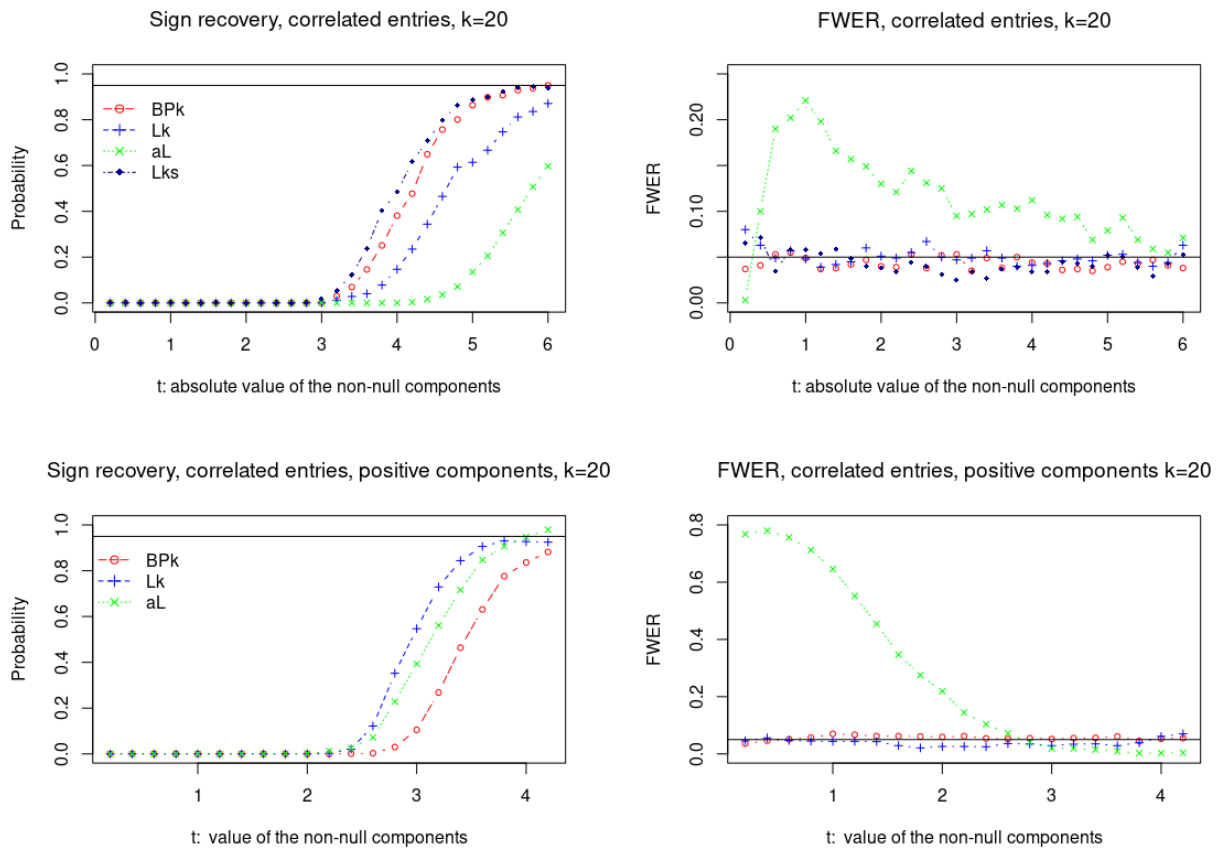 Sign recovery, correlated entries, k=20
Probability
0.0 0.2 0.4 0.6 0.8 1.0
BPk
Lk
aL
Lks
0 1 2 3 4 5 6
t: absolute value of the non-null components
FWER, correlated entries, k=20
FWER
0.00 0.10 0.20
0 1 2 3 4 5 6
t: absolute value of the non-null components
Sign recovery, correlated entries, positive components, k=20
Probability
0.0 0.2 0.4 0.6 0.8 1.0
BPk
Lk
aL
1 2 3 4
t: value of the non-null components
FWER, correlated entries, positive components k=20
FWER
0.0 0.2 0.4 0.6 0.8
1 2 3 4
t: value of the non-null components